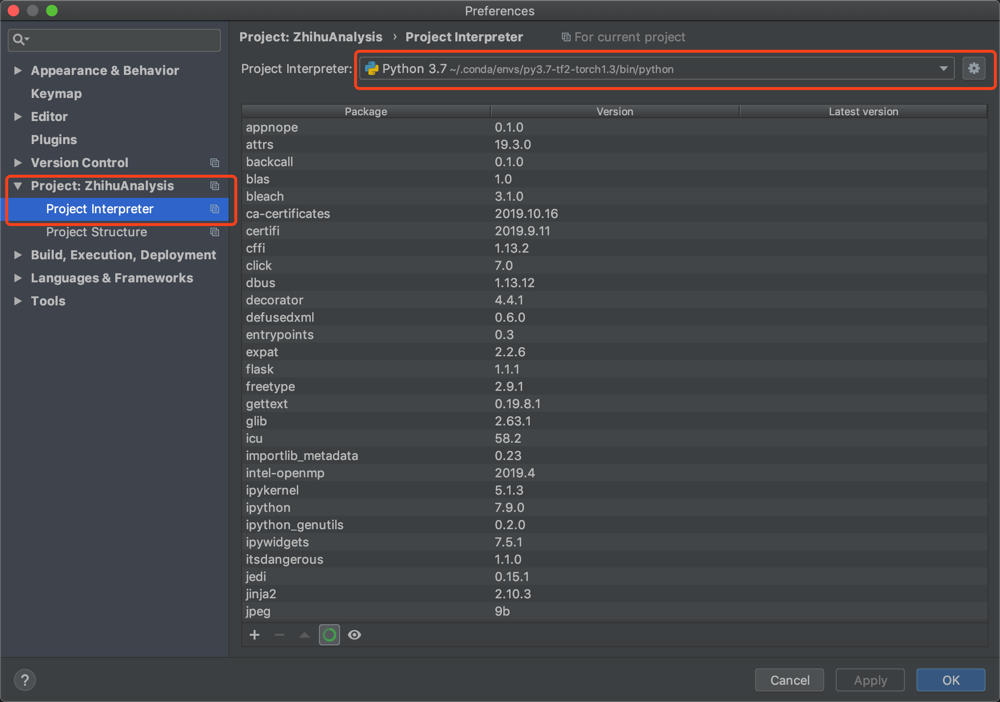 Preferences
Appearance & Behavior
Keymap
Editor
Plugins
Version Control
Project: ZhihuAnalysis
Project Interpreter
Project Structure
Build, Execution, Deployment
Languages & Frameworks
Tools
Project: ZhihuAnalysis › Project Interpreter For current project
Project Interpreter: Python 3.7 ~/.conda/envs/py3.7-tf2-torch1.3/bin/python
Package Version Latest version
appnope 0.1.0
attrs 19.3.0
backcall 0.1.0
blas 1.0
bleach 3.1.0
ca-certificates 2019.10.16
certifi 2019.9.11
cffi 1.13.2
click 7.0
dbus 1.13.12
decorator 4.4.1
defusedxml 0.6.0
entrypoints 0.3
expat 2.2.6
flask 1.1.1
freetype 2.9.1
gettext 0.19.8.1
glib 2.63.1
icu 58.2
importlib_metadata 0.23
intel-openmp 2019.4
ipykernel 5.1.3
ipython 7.9.0
ipython_genutils 0.2.0
ipywidgets 7.5.1
itsdangerous 1.1.0
jedi 0.15.1
jinja2 2.10.3
jpeg 9b
? Cancel Apply OK